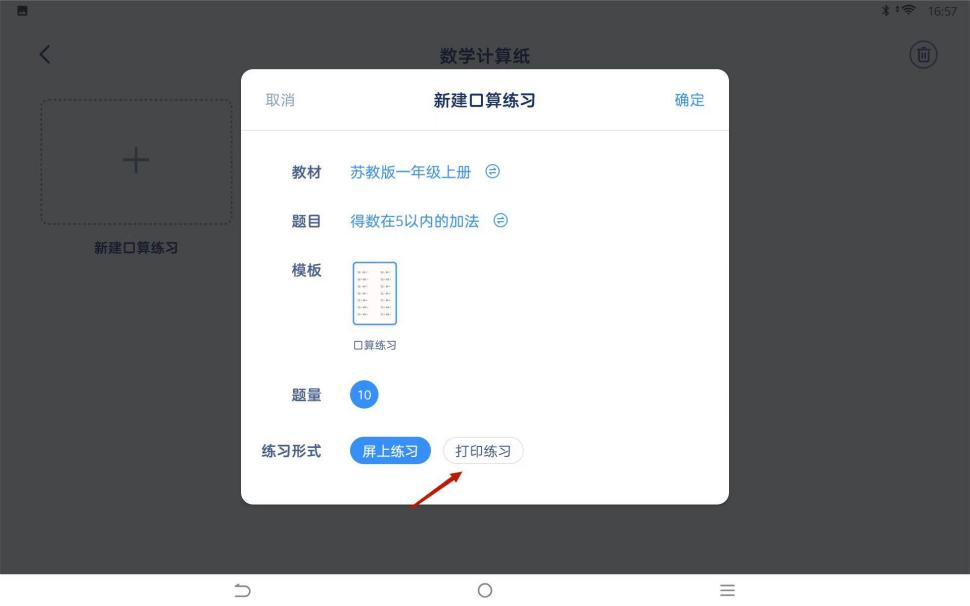 16:57
数学计算纸
取消 新建口算练习 确定
教材 苏教版一年级上册
题目 得数在5以内的加法
新建口算练习
模板
口算练习
题量 10
练习形式 屏上练习 打印练习